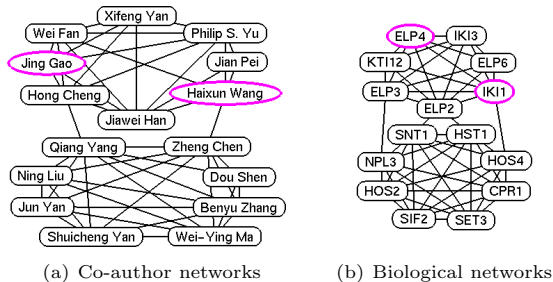 Xifeng Yan
Wei Fan
Philip S. Yu
Jing Gao
Jian Pei
Hong Cheng
Haixun Wang
Jiawei Han
Qiang Yang
Zheng Chen
Ning Liu
Dou Shen
Jun Yan
Benyu Zhang
Shuicheng Yan
Wei-Ying Ma
(a) Co-author networks
ELP4
IKI3
KTI12
ELP6
ELP3
IKI1
ELP2
SNT1
HST1
NPL3
HOS4
HOS2
CPR1
SIF2
SET3
(b) Biological networks